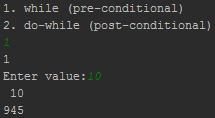 1. while (pre-conditional)
2. do-while (post-conditional)
1
1
Enter value:10
10
945